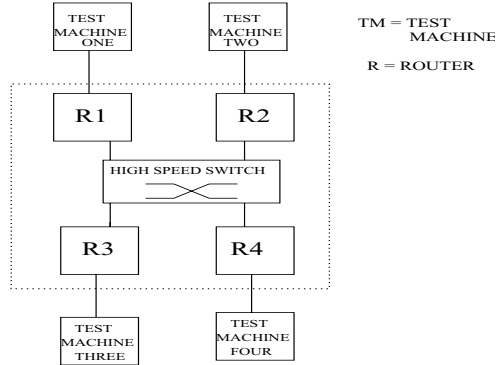 TEST
MACHINE
ONE
TEST
MACHINE
TWO
TM = TEST
MACHINE
R = ROUTER
R1
R2
HIGH SPEED SWITCH
R3
R4
TEST
MACHINE
THREE
TEST
MACHINE
FOUR